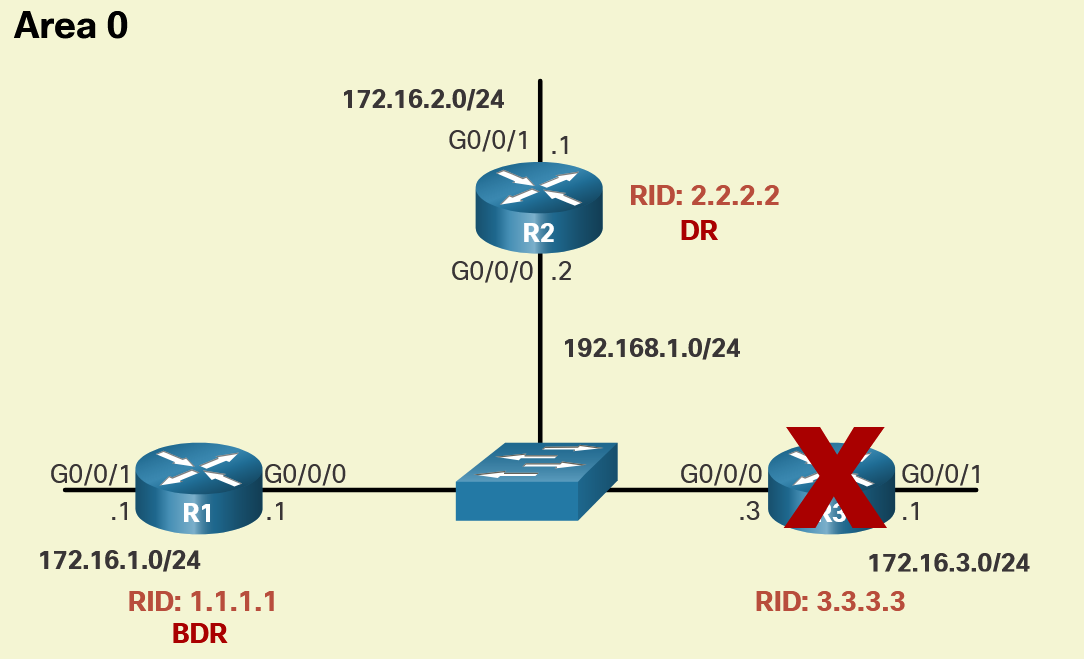 Area 0
172.16.2.0/24
G0/0/1 .1
R2
RID: 2.2.2.2
DR
G0/0/0 .2
192.168.1.0/24
G0/0/1 G0/0/0
R1
.1 .1
172.16.1.0/24
RID: 1.1.1.1
BDR
G0/0/0 G0/0/1
R3
.3 .1
172.16.3.0/24
RID: 3.3.3.3